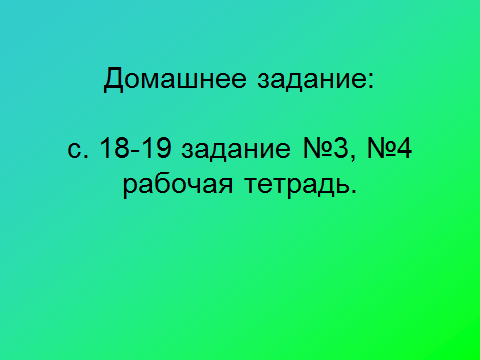 Домашнее задание:
с. 18-19 задание №3, №4
рабочая тетрадь.